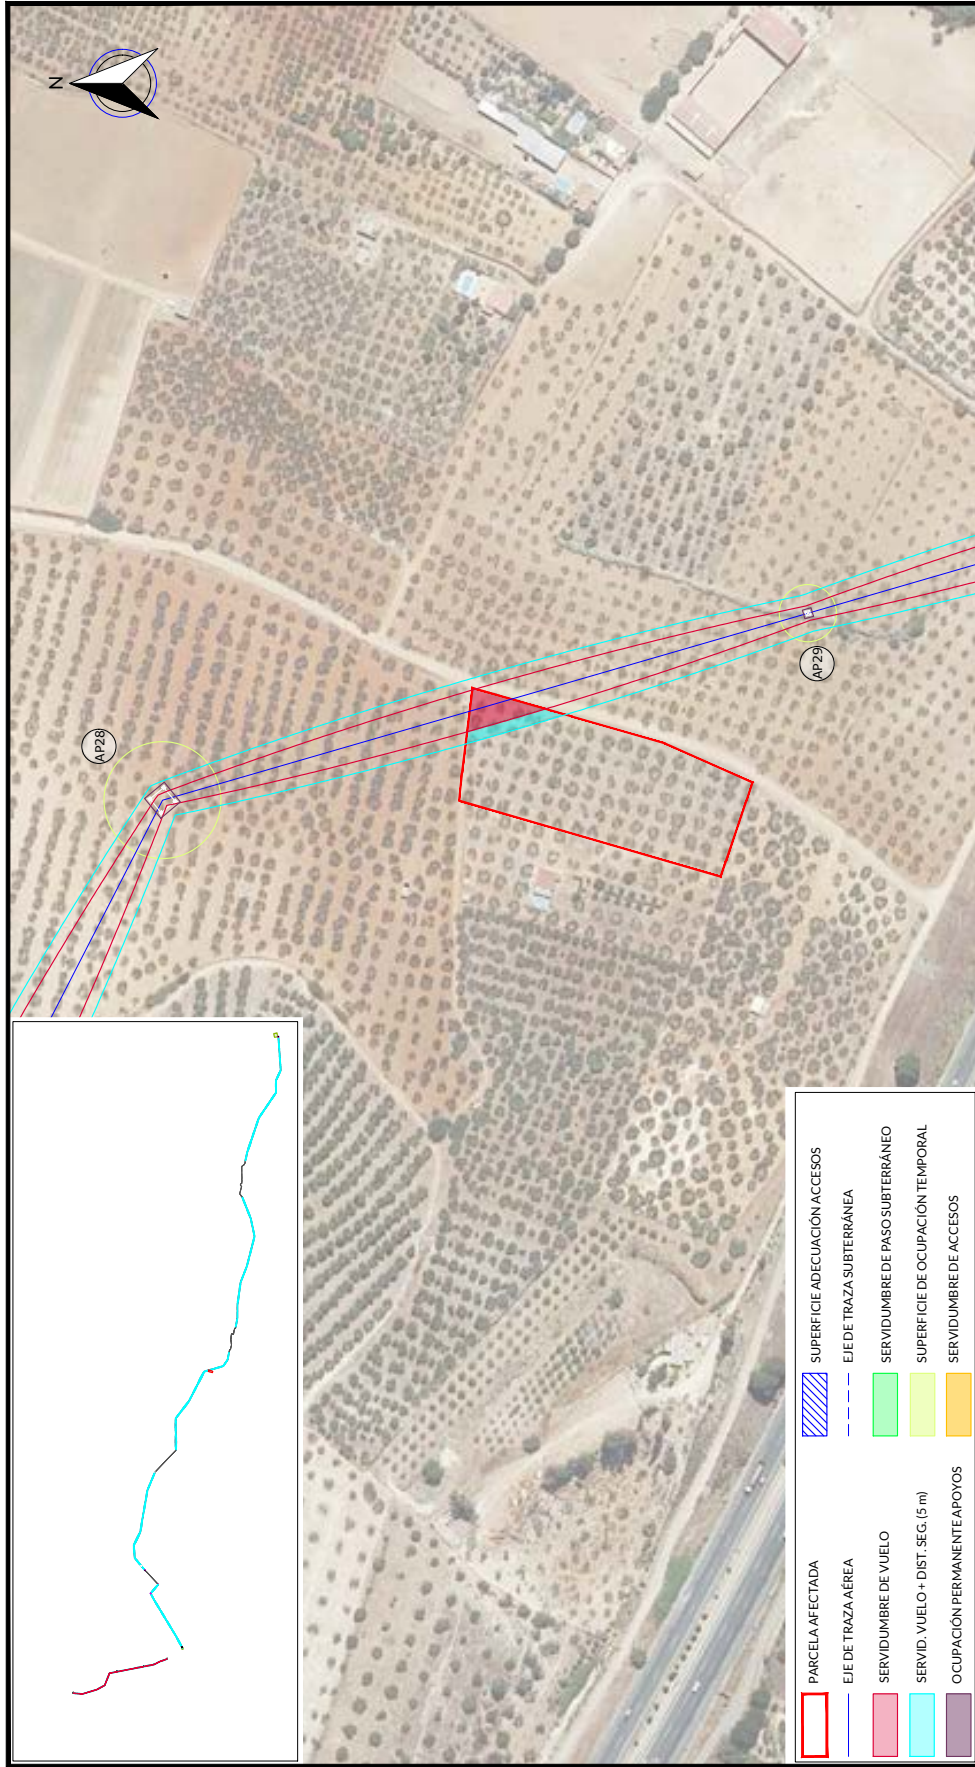 N
AP28
AP29
PARCELA AFECTADA
EJE DE TRAZA AÉREA
SERVIDUMBRE DE VUELO
SERVID. VUELO + DIST. SEG. (5 m)
OCUPACIÓN PERMANENTE APOYOS
SUPERFICIE ADECUACIÓN ACCESOS
EJE DE TRAZA SUBTERRÁNEA
SERVIDUMBRE DE PASO SUBTERRÁNEO
SUPERFICIE DE OCUPACIÓN TEMPORAL
SERVIDUMBRE DE ACCESOS